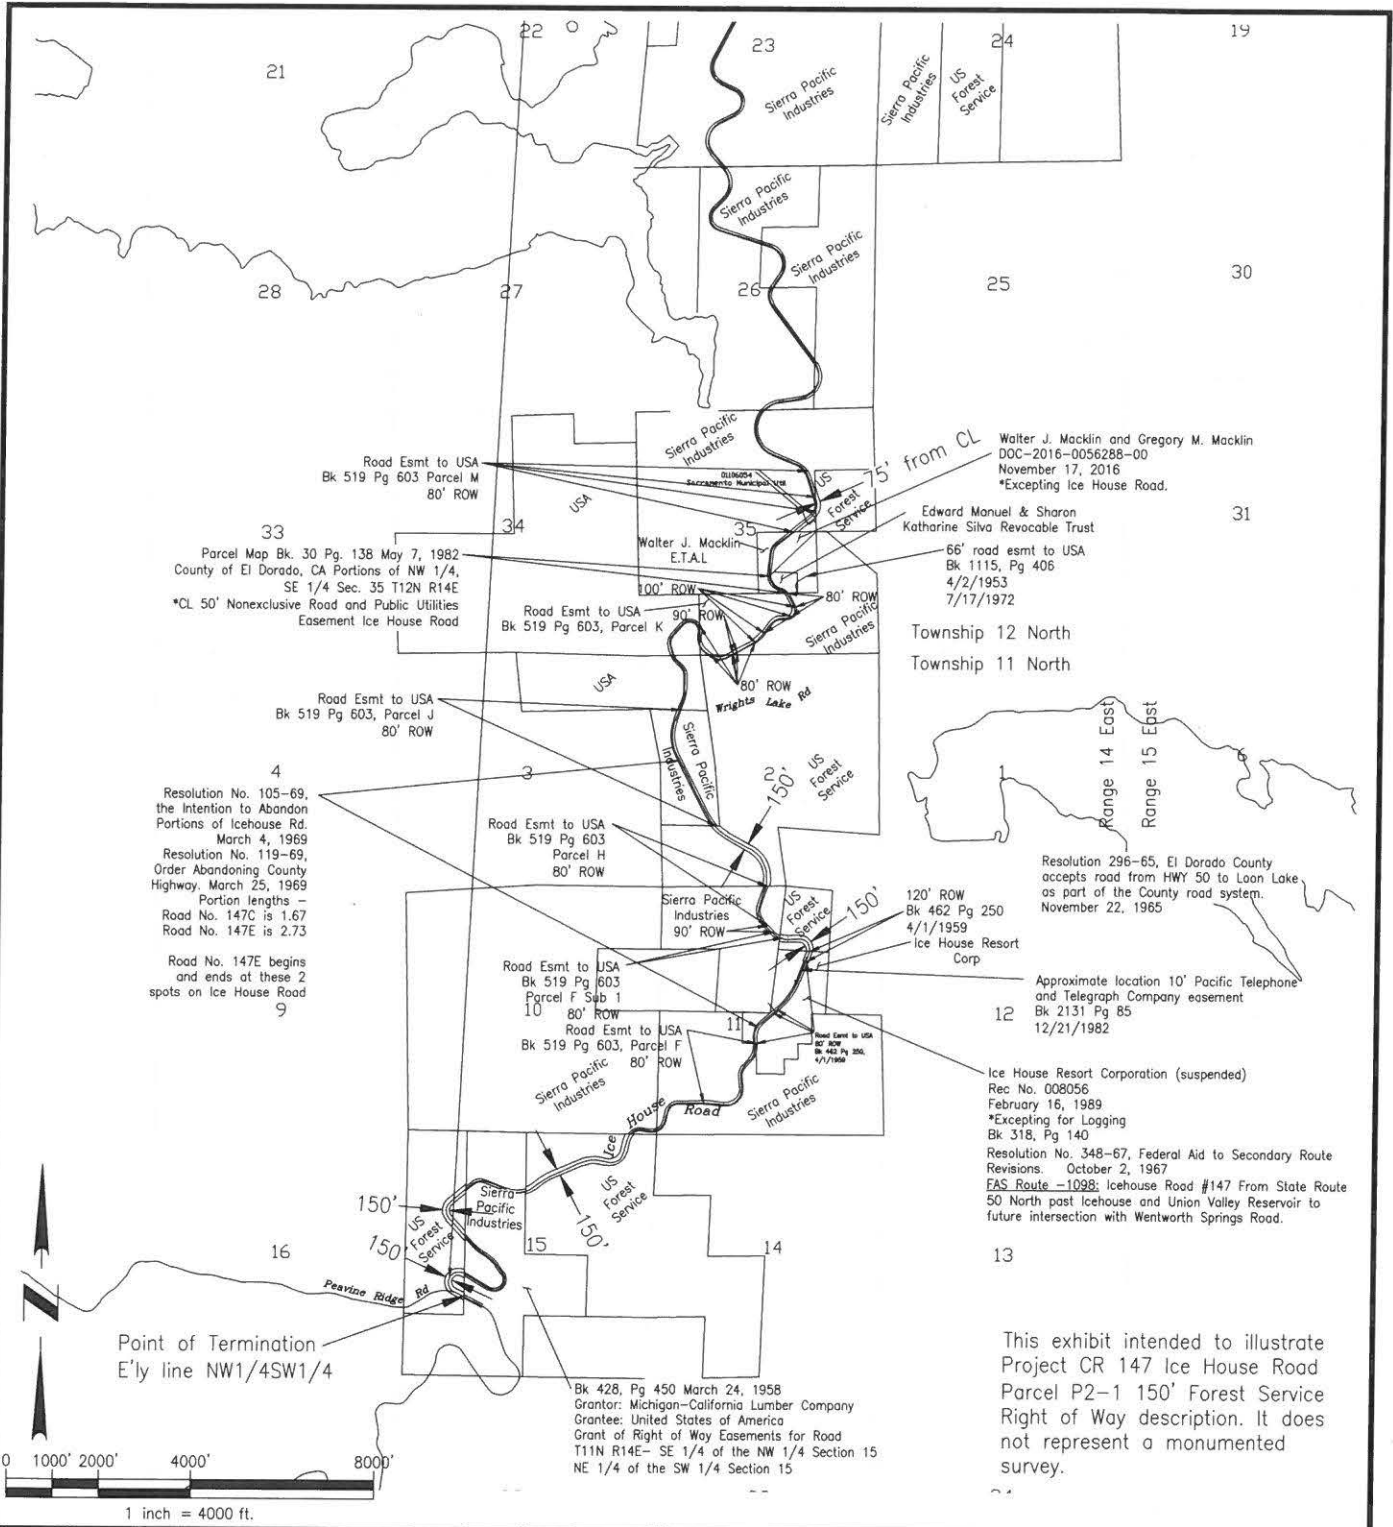 22
23
24
19
21
Sierra Pacific
Industries
Sierra Pacific
Industries
US
Forest
Service
Sierra Pacific
Industries
Sierra Pacific
Industries
28
27
26
25
30
Sierra Pacific
Industries
Road Esmt to USA
Bk 519 Pg 603 Parcel M
80' ROW
01106054
Sacramento Municipal Util
US
Forest
Service
75' from CL
Walter J. Macklin and Gregory M. Macklin
DOC-2016-0056288-00
November 17, 2016
*Excepting Ice House Road.
USA
33
34
35
31
Edward Manuel & Sharon
Katharine Silva Revocable Trust
Walter J. Macklin
E.T.A.L
Parcel Map Bk. 30 Pg. 138 May 7, 1982
County of El Dorado, CA Portions of NW 1/4,
SE 1/4 Sec. 35 T12N R14E
*CL 50' Nonexclusive Road and Public Utilities
Easement Ice House Road
66' road esmt to USA
Bk 1115, Pg 406
4/2/1953
7/17/1972
100' ROW
80' ROW
Road Esmt to USA
Bk 519 Pg 603, Parcel K
90' ROW
Sierra Pacific
Industries
Township 12 North
Township 11 North
USA
80' ROW
Wrights Lake Rd
Road Esmt to USA
Bk 519 Pg 603, Parcel J
80' ROW
Sierra Pacific
Industries
US
Forest
Service
Range 14 East
Range 15 East
4
3
2
1
6
150'
Resolution No. 105-69,
the Intention to Abandon
Portions of Icehouse Rd.
March 4, 1969
Resolution No. 119-69,
Order Abandoning County
Highway. March 25, 1969
Portion lengths -
Road No. 147C is 1.67
Road No. 147E is 2.73
Road No. 147E begins
and ends at these 2
spots on Ice House Road
Road Esmt to USA
Bk 519 Pg 603
Parcel H
80' ROW
Resolution 296-65, El Dorado County
accepts road from HWY 50 to Loon Lake
as part of the County road system.
November 22, 1965
Sierra Pacific
Industries
90' ROW
US
Forest
Service
150'
120' ROW
Bk 462 Pg 250
4/1/1959
Ice House Resort
Corp
Road Esmt to USA
Bk 519 Pg 603
Parcel F Sub 1
80' ROW
Approximate location 10' Pacific Telephone
and Telegraph Company easement
Bk 2131 Pg 85
12/21/1982
9
10
11
12
Road Esmt to USA
Bk 519 Pg 603, Parcel F
80' ROW
Road Esmt to USA
80' ROW
Bk 462 Pg 250,
4/1/1959
Sierra Pacific
Industries
Sierra Pacific
Industries
Ice House Road
Ice House Resort Corporation (suspended)
Rec No. 008056
February 16, 1989
*Excepting for Logging
Bk 318, Pg 140
Resolution No. 348-67, Federal Aid to Secondary Route
Revisions. October 2, 1967
FAS Route -1098: Icehouse Road #147 From State Route
50 North past Icehouse and Union Valley Reservoir to
future intersection with Wentworth Springs Road.
150'
Sierra
Pacific
Industries
US
Forest
Service
US
Forest
Service
150'
150'
16
15
14
13
Peavine Ridge Rd
N
Point of Termination
E'ly line NW1/4SW1/4
Bk 428, Pg 450 March 24, 1958
Grantor: Michigan-California Lumber Company
Grantee: United States of America
Grant of Right of Way Easements for Road
T11N R14E- SE 1/4 of the NW 1/4 Section 15
NE 1/4 of the SW 1/4 Section 15
This exhibit intended to illustrate
Project CR 147 Ice House Road
Parcel P2-1 150' Forest Service
Right of Way description. It does
not represent a monumented
survey.
0 1000' 2000' 4000' 8000'
1 inch = 4000 ft.